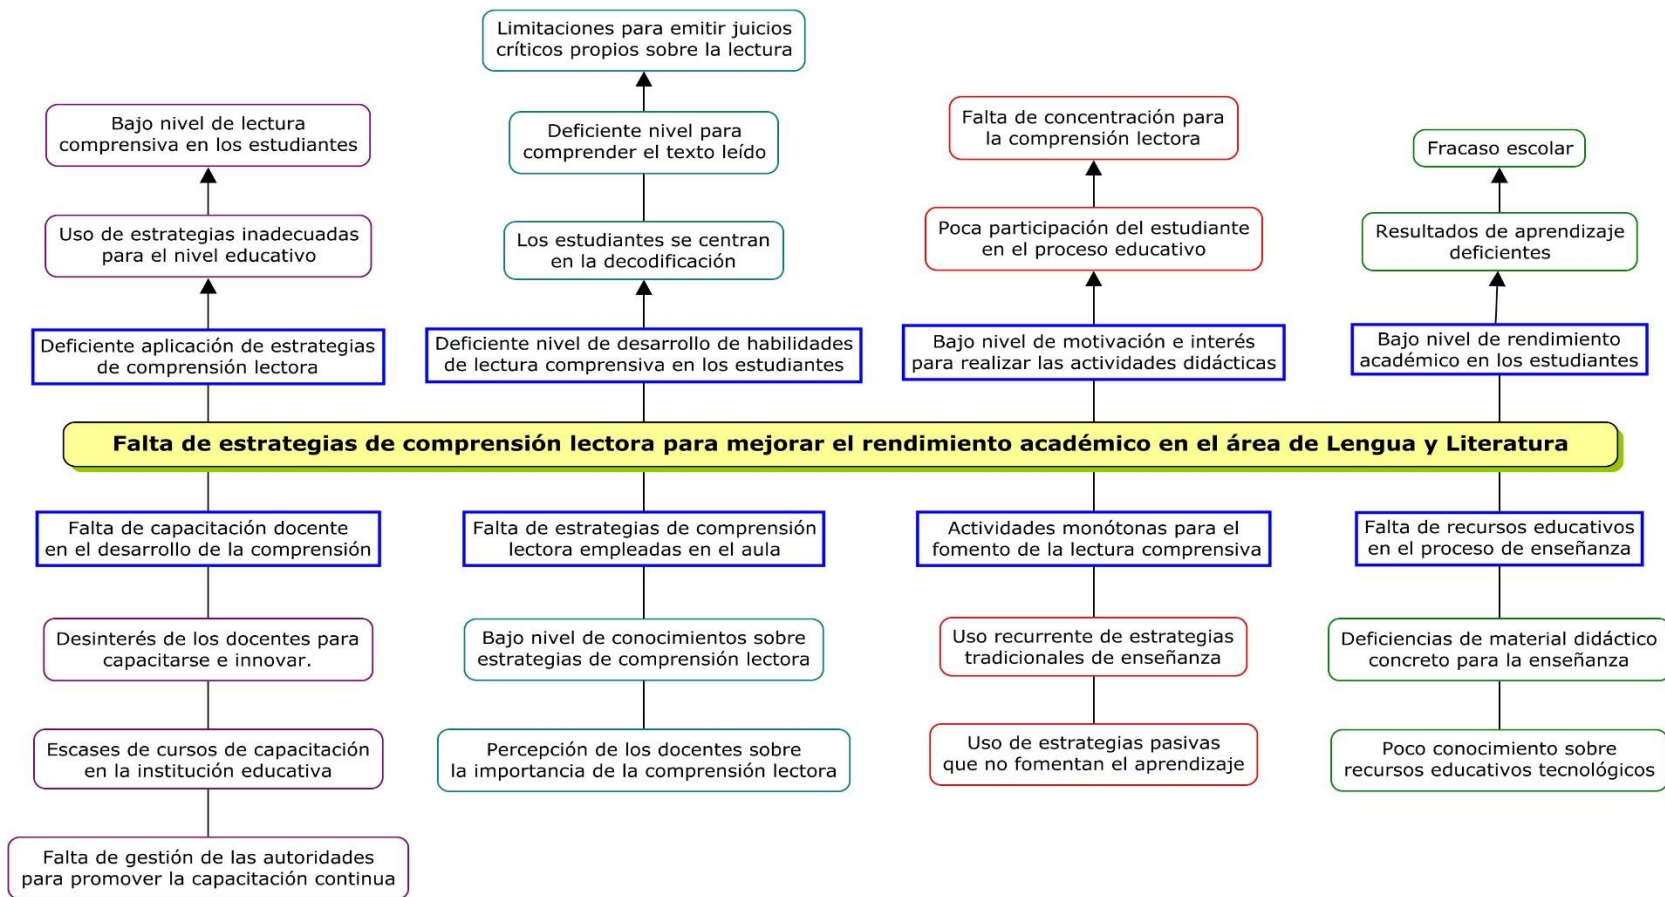 Limitaciones para emitir juicios
críticos propios sobre la lectura
Bajo nivel de lectura
comprensiva en los estudiantes
Deficiente nivel para
comprender el texto leído
Falta de concentración para
la comprensión lectora
Fracaso escolar
Uso de estrategias inadecuadas
para el nivel educativo
Los estudiantes se centran
en la decodificación
Poca participación del estudiante
en el proceso educativo
Resultados de aprendizaje
deficientes
Deficiente aplicación de estrategias
de comprensión lectora
Deficiente nivel de desarrollo de habilidades
de lectura comprensiva en los estudiantes
Bajo nivel de motivación e interés
para realizar las actividades didácticas
Bajo nivel de rendimiento
académico en los estudiantes
Falta de estrategias de comprensión lectora para mejorar el rendimiento académico en el área de Lengua y Literatura
Falta de capacitación docente
en el desarrollo de la comprensión
Falta de estrategias de comprensión
lectora empleadas en el aula
Actividades monótonas para el
fomento de la lectura comprensiva
Falta de recursos educativos
en el proceso de enseñanza
Desinterés de los docentes para
capacitarse e innovar.
Bajo nivel de conocimientos sobre
estrategias de comprensión lectora
Uso recurrente de estrategias
tradicionales de enseñanza
Deficiencias de material didáctico
concreto para la enseñanza
Escases de cursos de capacitación
en la institución educativa
Percepción de los docentes sobre
la importancia de la comprensión lectora
Uso de estrategias pasivas
que no fomentan el aprendizaje
Poco conocimiento sobre
recursos educativos tecnológicos
Falta de gestión de las autoridades
para promover la capacitación continua